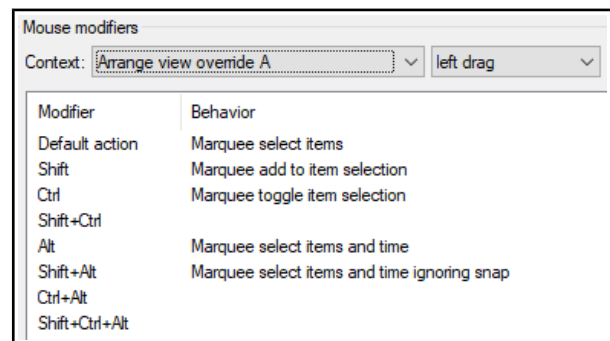 Mouse modifiers
Context: Arrange view override A left drag
Modifier Behavior
Default action Marquee select items
Shift Marquee add to item selection
Ctrl Marquee toggle item selection
Shift+Ctrl
Alt Marquee select items and time
Shift+Alt Marquee select items and time ignoring snap
Ctrl+Alt
Shift+Ctrl+Alt